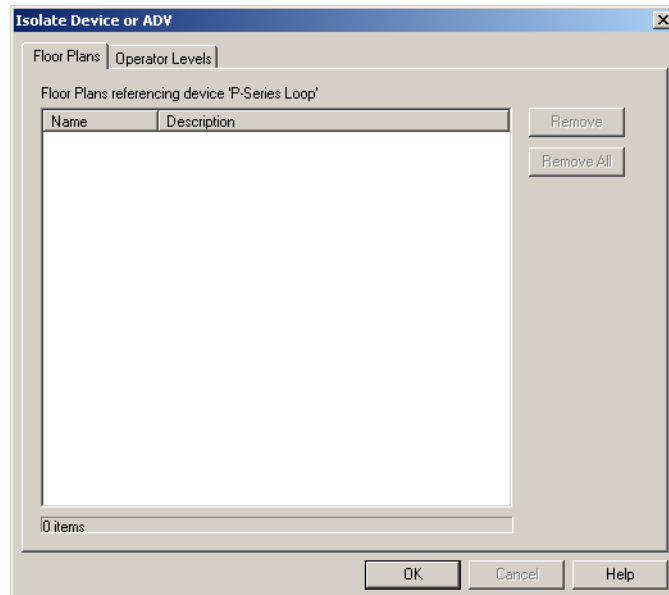 Isolate Device or ADV
Floor Plans Operator Levels
Floor Plans referencing device 'P-Series Loop'
Name Description
Remove
Remove All
0 items
OK Cancel Help